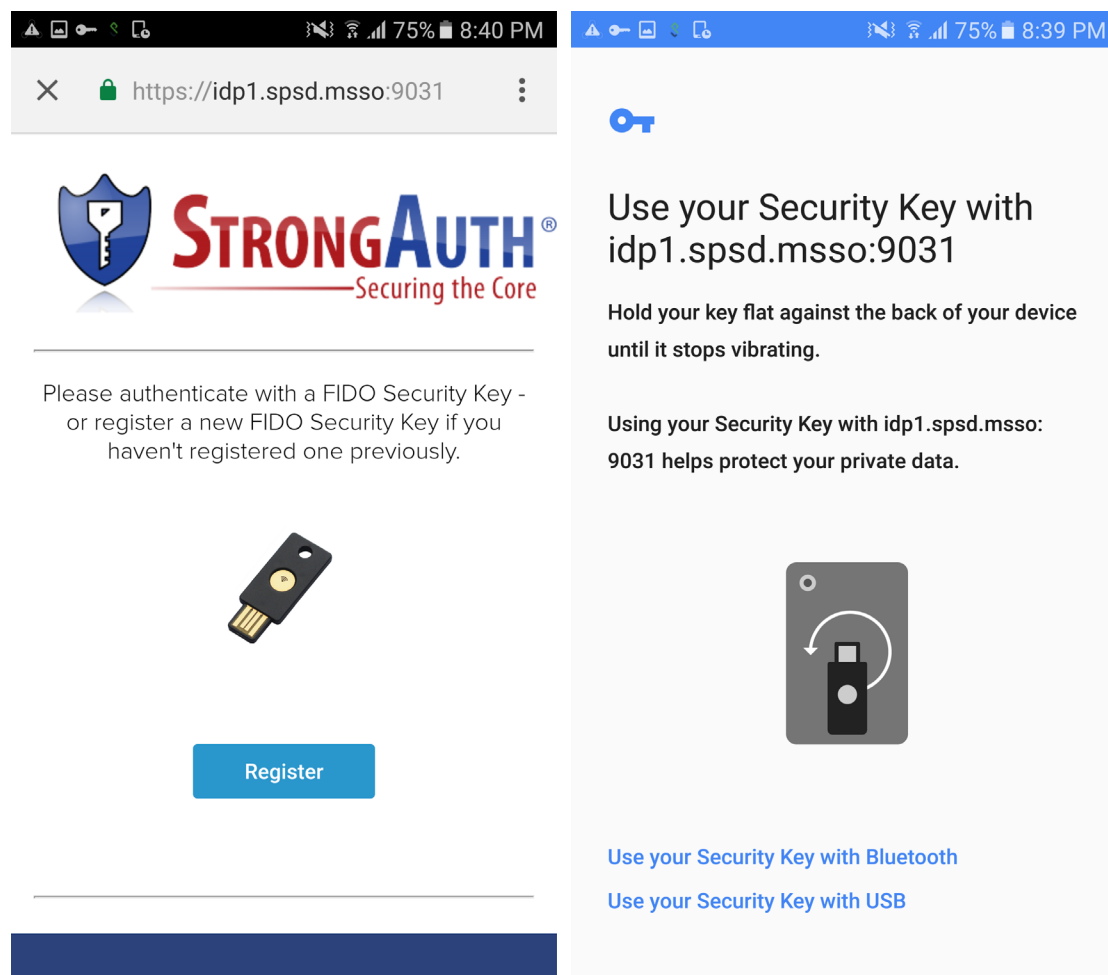 75% 8:40 PM
https://idp1.spsd.msso:9031
STRONGAUTH®
Securing the Core
Please authenticate with a FIDO Security Key -
or register a new FIDO Security Key if you
haven't registered one previously.
Register
75% 8:39 PM
Use your Security Key with
idp1.spsd.msso:9031
Hold your key flat against the back of your device
until it stops vibrating.
Using your Security Key with idp1.spsd.msso:
9031 helps protect your private data.
Use your Security Key with Bluetooth
Use your Security Key with USB